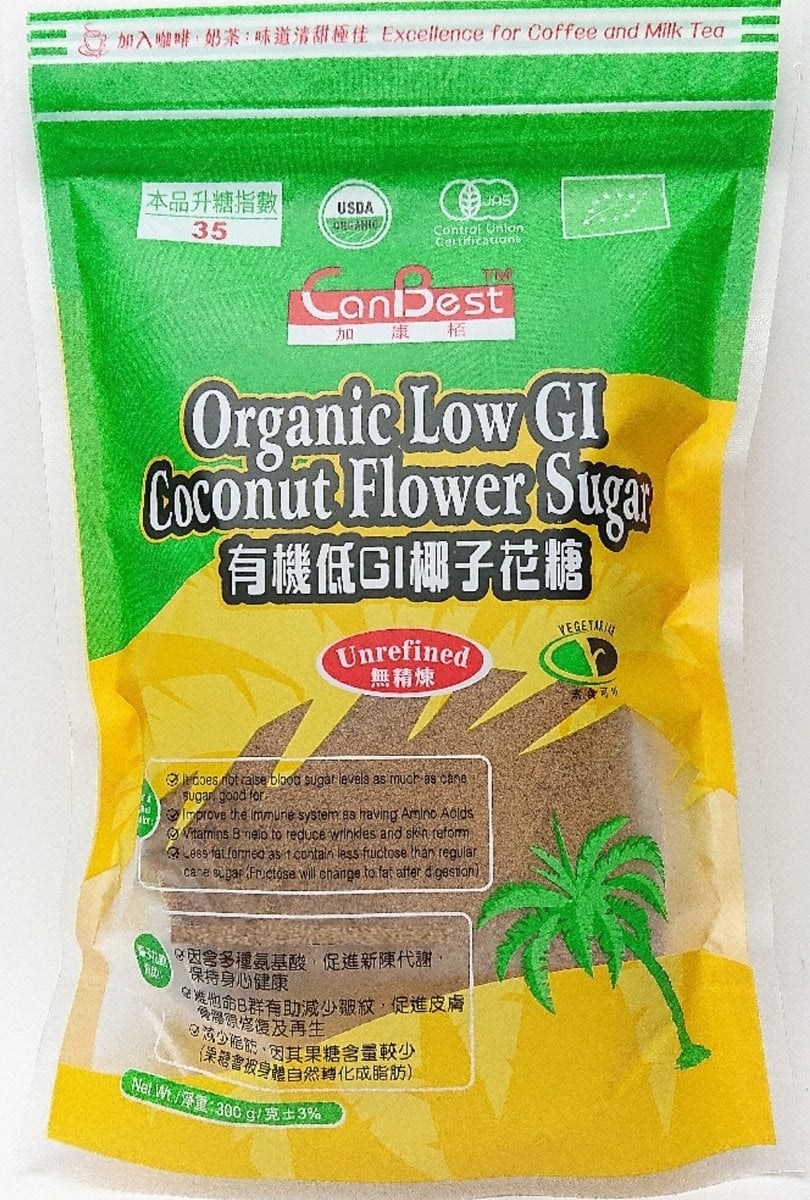 加入咖啡, 奶茶: 味道清甜極佳 Excellence for Coffee and Milk Tea
本品升糖指數
35
USDA
ORGANIC
JAS
Control Union
Certifications
CanBest™
加康栢
Organic Low GI
Coconut Flower Sugar
有機低GI椰子花糖
Unrefined
無精煉
VEGETARIAN
It does not raise blood sugar levels as much as cane
sugar, good for
Improve the immune system as having Amino Acids
Vitamins B help to reduce wrinkles and skin reform
Less fat formed as it contain less fructose than regular
cane sugar (Fructose will change to fat after digestion)
因含多種氨基酸, 促進新陳代謝,
保持身心健康
維他命B群有助減少皺紋, 促進皮膚
膠原修復及再生
減少脂肪, 因其果糖含量較少
(果糖會被身體自然轉化成脂肪)
Net Wt./淨重: 300 g/克±3%